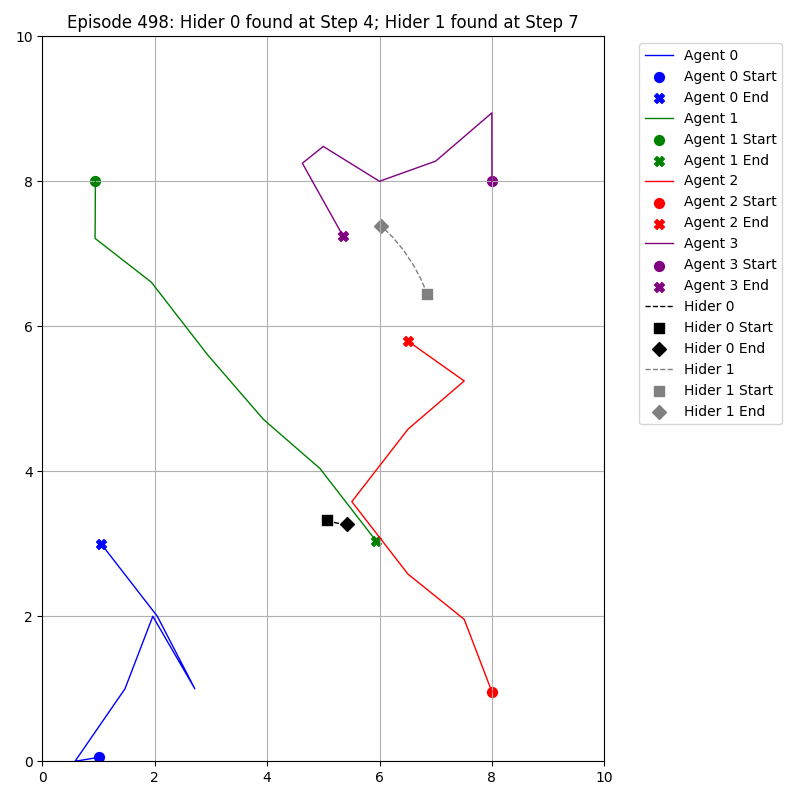 Episode 498: Hider 0 found at Step 4; Hider 1 found at Step 7
10
8
6
4
2
0
0 2 4 6 8 10
Agent 0
Agent 0 Start
Agent 0 End
Agent 1
Agent 1 Start
Agent 1 End
Agent 2
Agent 2 Start
Agent 2 End
Agent 3
Agent 3 Start
Agent 3 End
Hider 0
Hider 0 Start
Hider 0 End
Hider 1
Hider 1 Start
Hider 1 End